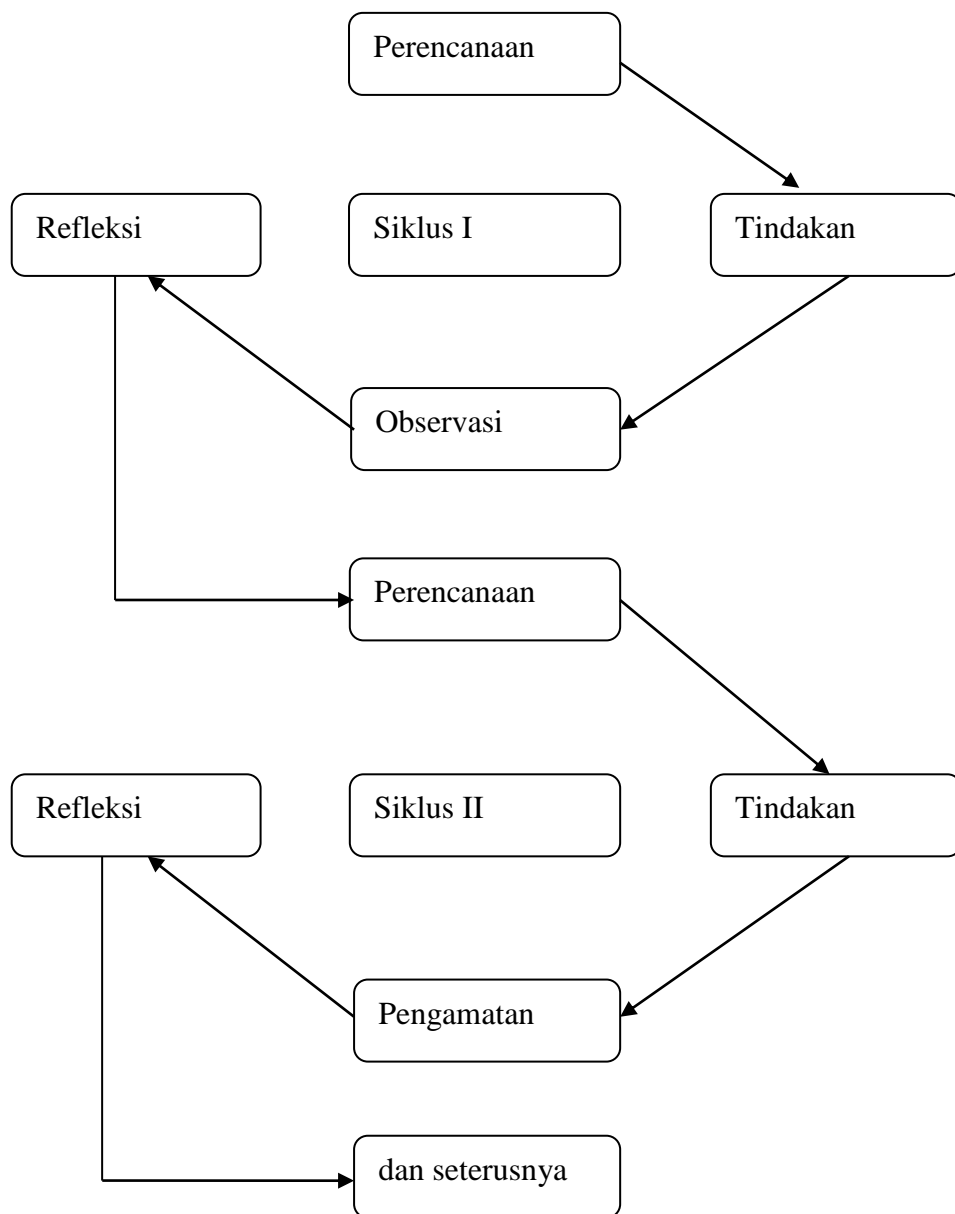 Perencanaan
Refleksi
Siklus I
Tindakan
Observasi
Perencanaan
Refleksi
Siklus II
Tindakan
Pengamatan
dan seterusnya